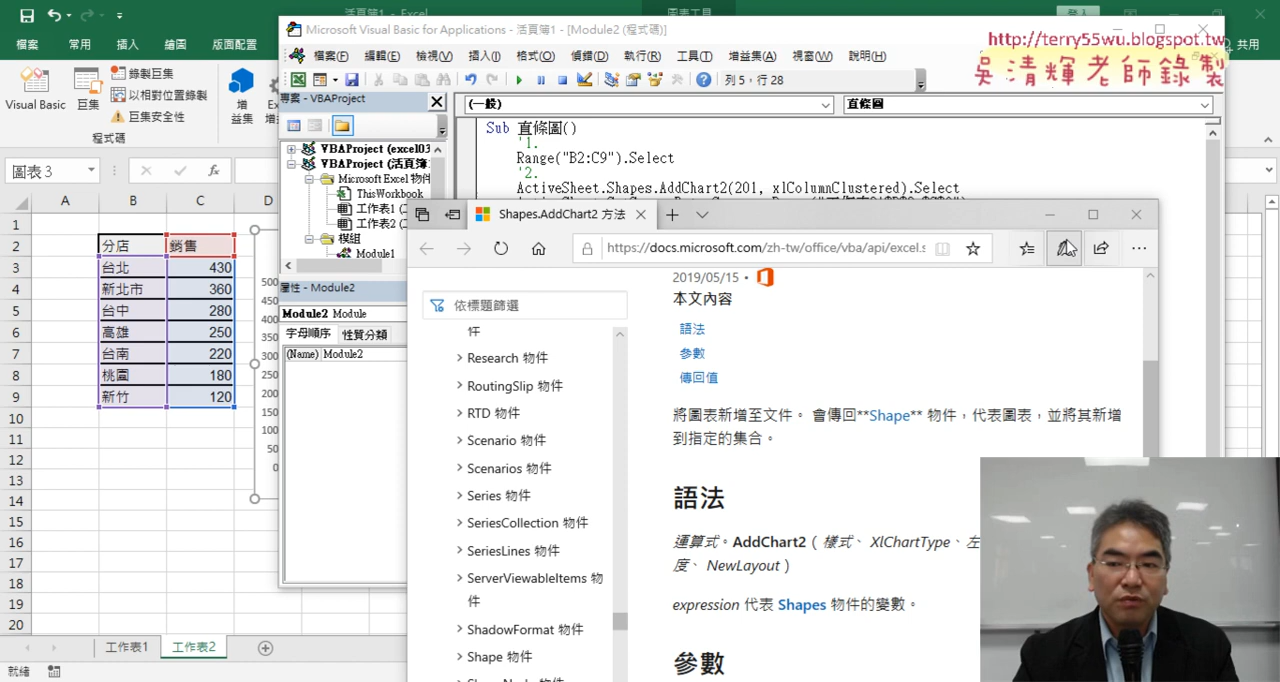 活頁簿1 - Excel
圖表工具
登入
檔案
常用
插入
繪圖
版面配置
共用
Visual Basic
巨集
錄製巨集
以相對位置錄製
巨集安全性
增益集
程式碼
圖表 3
fx
A
B
C
D
1
2 分店 銷售
3 台北 430
4 新北市 360
5 台中 280
6 高雄 250
7 台南 220
8 桃園 180
9 新竹 120
10
11
12
13
14
15
16
17
18
19
20
工作表1
工作表2
就緒
Microsoft Visual Basic for Applications - 活頁簿1 - [Module2 (程式碼)]
檔案(F) 編輯(E) 檢視(V) 插入(I) 格式(O) 偵錯(D) 執行(R) 工具(T) 增益集(A) 視窗(W) 說明(H)
列 5，行 28
http://terry55wu.blogspot.tw
吳清輝老師錄製
專案 - VBAProject
VBAProject (excel03
VBAProject (活頁簿1
Microsoft Excel 物件
ThisWorkbook
工作表1 (
工作表2 (
模組
Module1
屬性 - Module2
Module2 Module
字母順序 性質分類
(Name) Module2
(一般)
直條圖
Sub 直條圖()
'1.
Range("B2:C9").Select
'2.
ActiveSheet.Shapes.AddChart2(201, xlColumnClustered).Select
Shapes.AddChart2 方法
https://docs.microsoft.com/zh-tw/office/vba/api/excel.s
依標題篩選
件
Research 物件
RoutingSlip 物件
RTD 物件
Scenario 物件
Scenarios 物件
Series 物件
SeriesCollection 物件
SeriesLines 物件
ServerViewableItems 物
件
ShadowFormat 物件
Shape 物件
2019/05/15 •
本文內容
語法
參數
傳回值
將圖表新增至文件。 會傳回**Shape** 物件，代表圖表，並將其新增
到指定的集合。
語法
運算式。AddChart2 ( 樣式、 XlChartType、左
度、 NewLayout )
expression 代表 Shapes 物件的變數。
參數